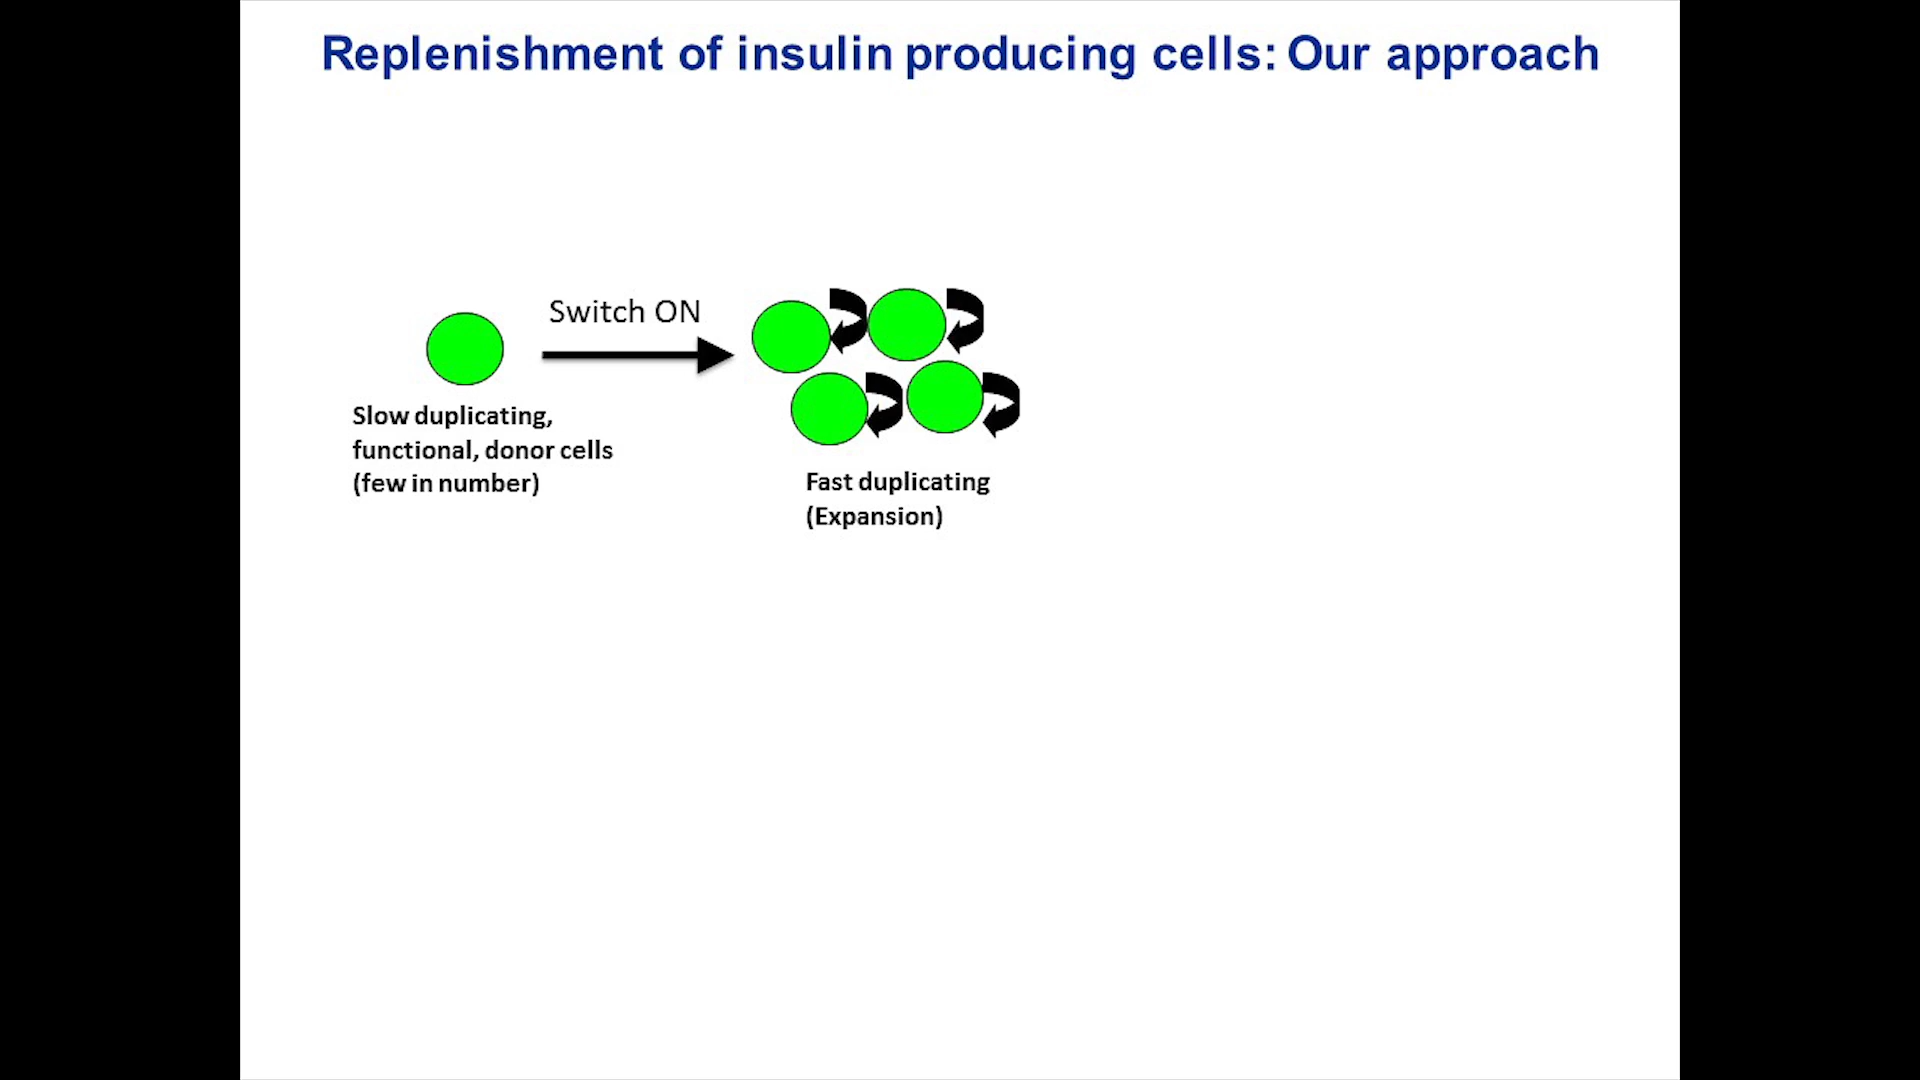 Replenishment of insulin producing cells: Our approach
Switch ON
Slow duplicating,
functional, donor cells
(few in number)
Fast duplicating
(Expansion)